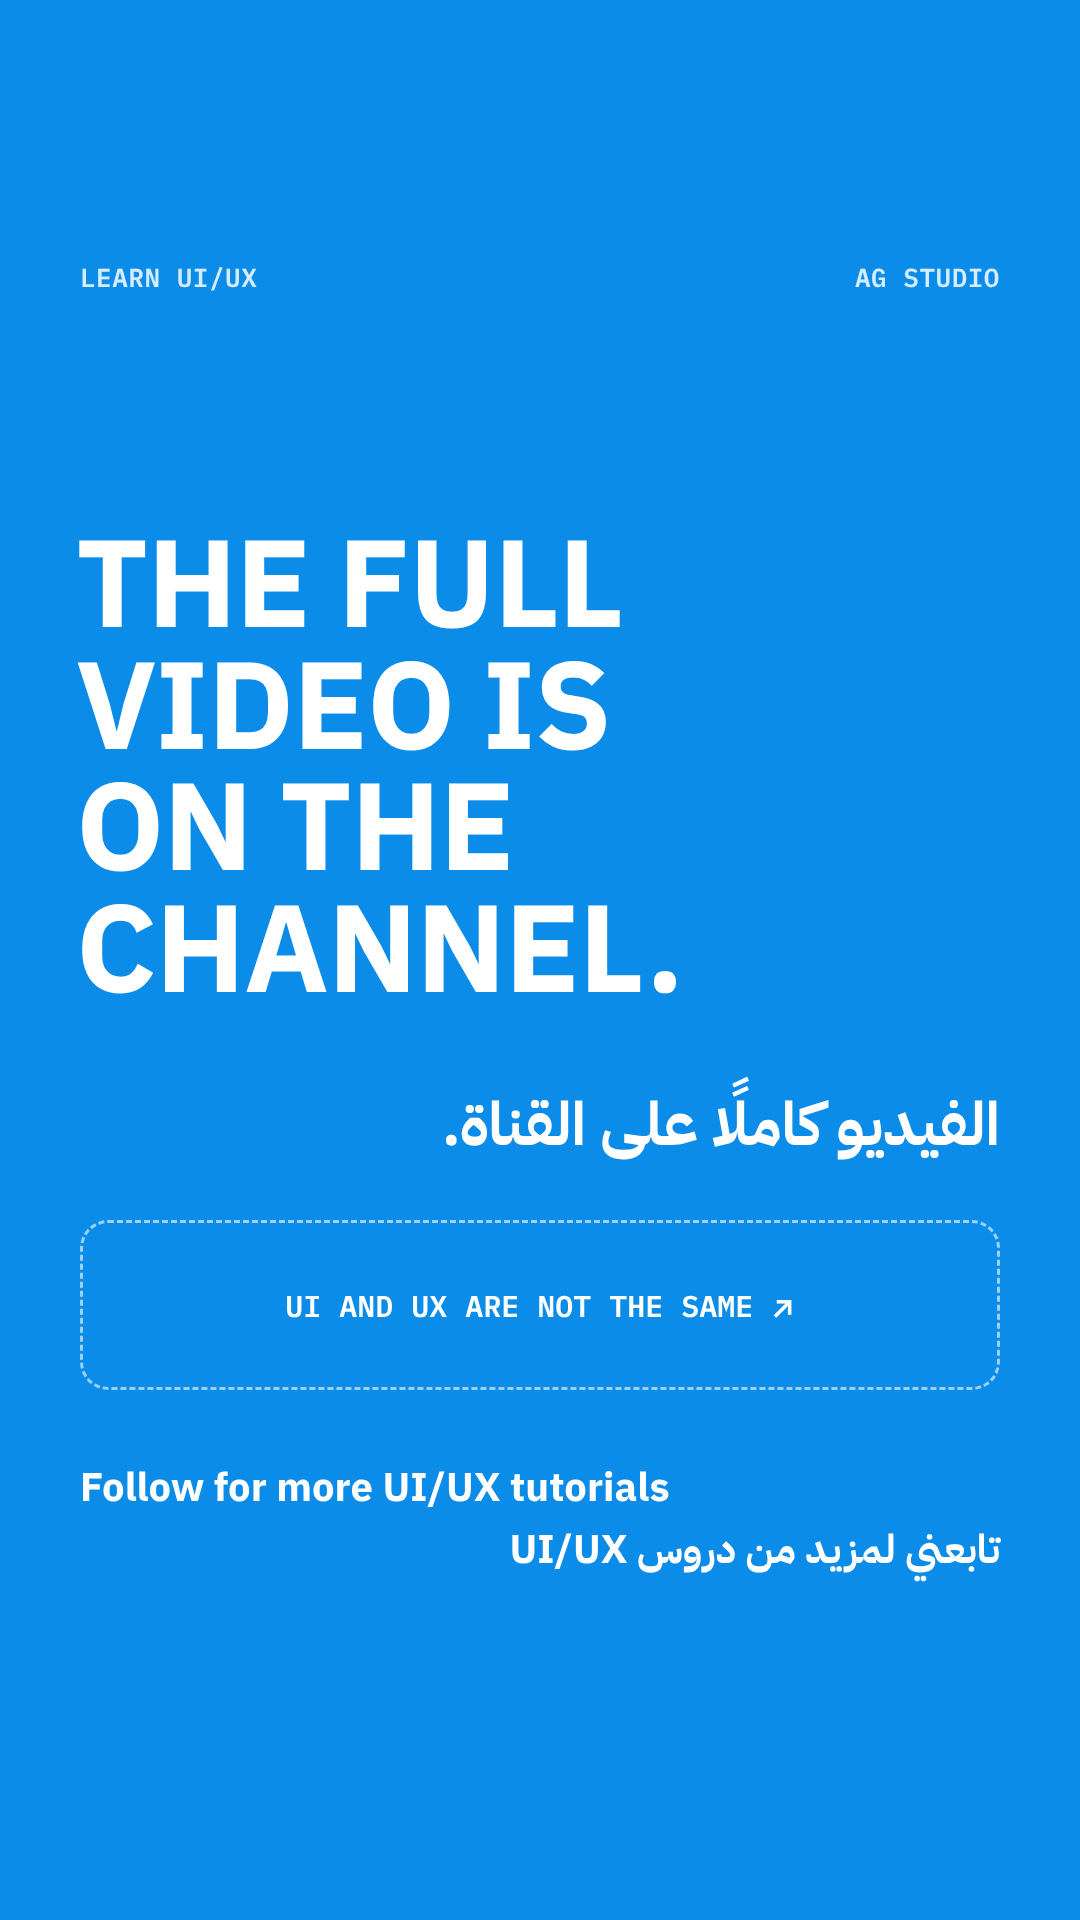 LEARN UI/UX
AG STUDIO
THE FULL
VIDEO IS
ON THE
CHANNEL.
الفيديو كاملًا على القناة.
UI AND UX ARE NOT THE SAME ↗
Follow for more UI/UX tutorials
تابعني لمزيد من دروس UI/UX